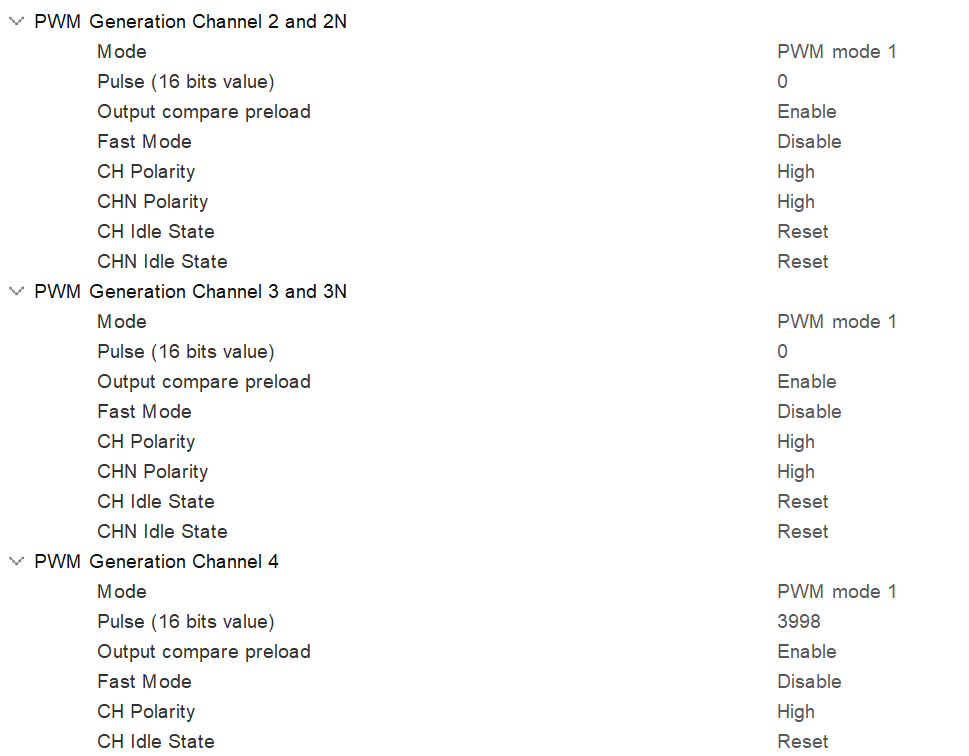 PWM Generation Channel 2 and 2N
Mode PWM mode 1
Pulse (16 bits value) 0
Output compare preload Enable
Fast Mode Disable
CH Polarity High
CHN Polarity High
CH Idle State Reset
CHN Idle State Reset
PWM Generation Channel 3 and 3N
Mode PWM mode 1
Pulse (16 bits value) 0
Output compare preload Enable
Fast Mode Disable
CH Polarity High
CHN Polarity High
CH Idle State Reset
CHN Idle State Reset
PWM Generation Channel 4
Mode PWM mode 1
Pulse (16 bits value) 3998
Output compare preload Enable
Fast Mode Disable
CH Polarity High
CH Idle State Reset